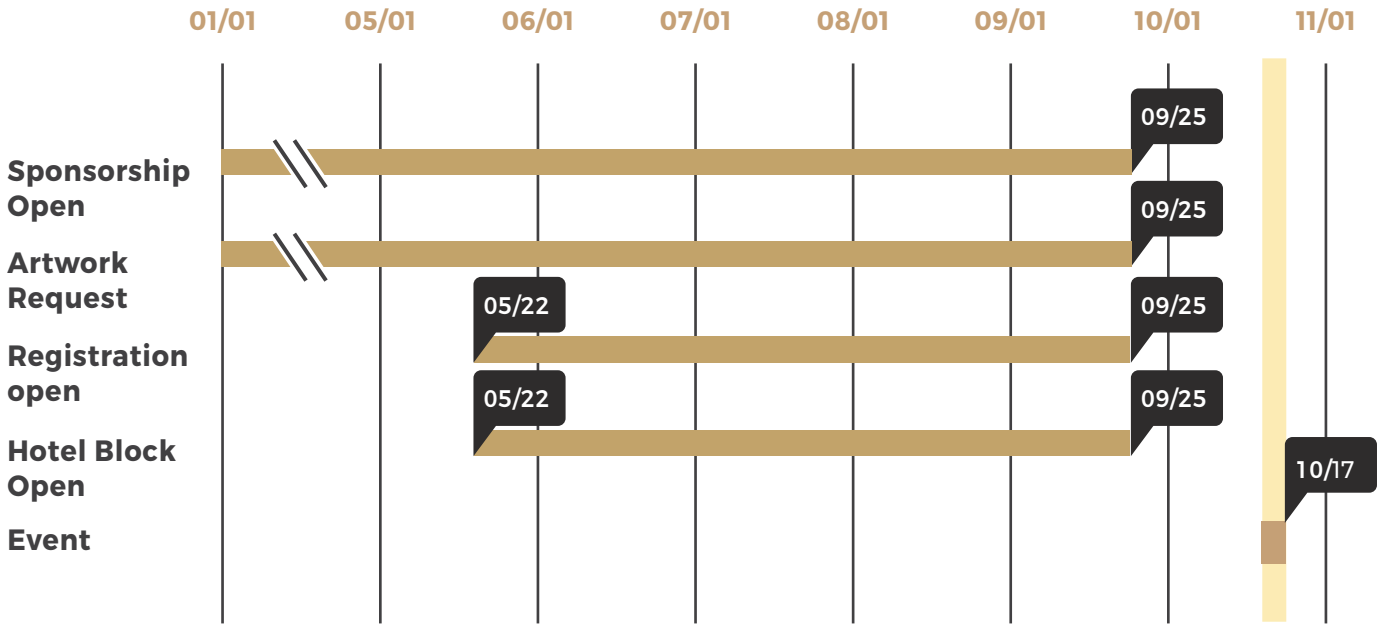 01/01 05/01 06/01 07/01 08/01 09/01 10/01 11/01
09/25
Sponsorship
Open
09/25
Artwork
Request
05/22 09/25
Registration
open
05/22 09/25
Hotel Block
Open
10/17
Event